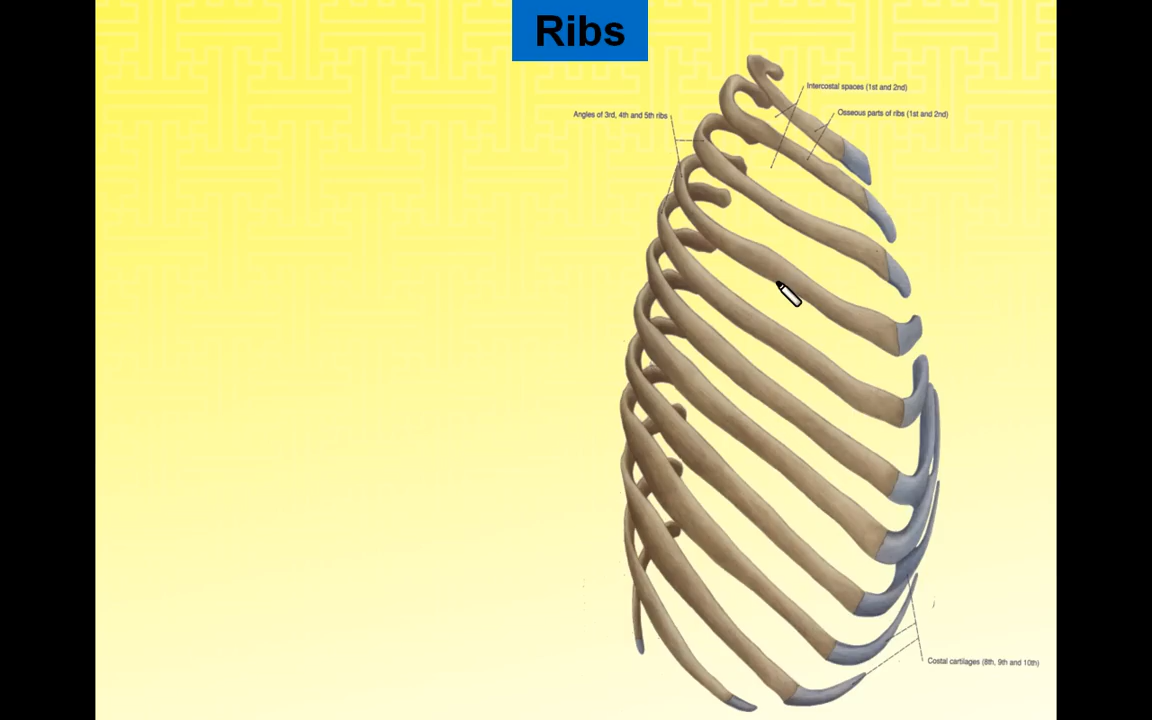 Ribs
Intercostal spaces (1st and 2nd)
Angles of 3rd, 4th and 5th ribs
Osseous parts of ribs (1st and 2nd)
Costal cartilages (8th, 9th and 10th)